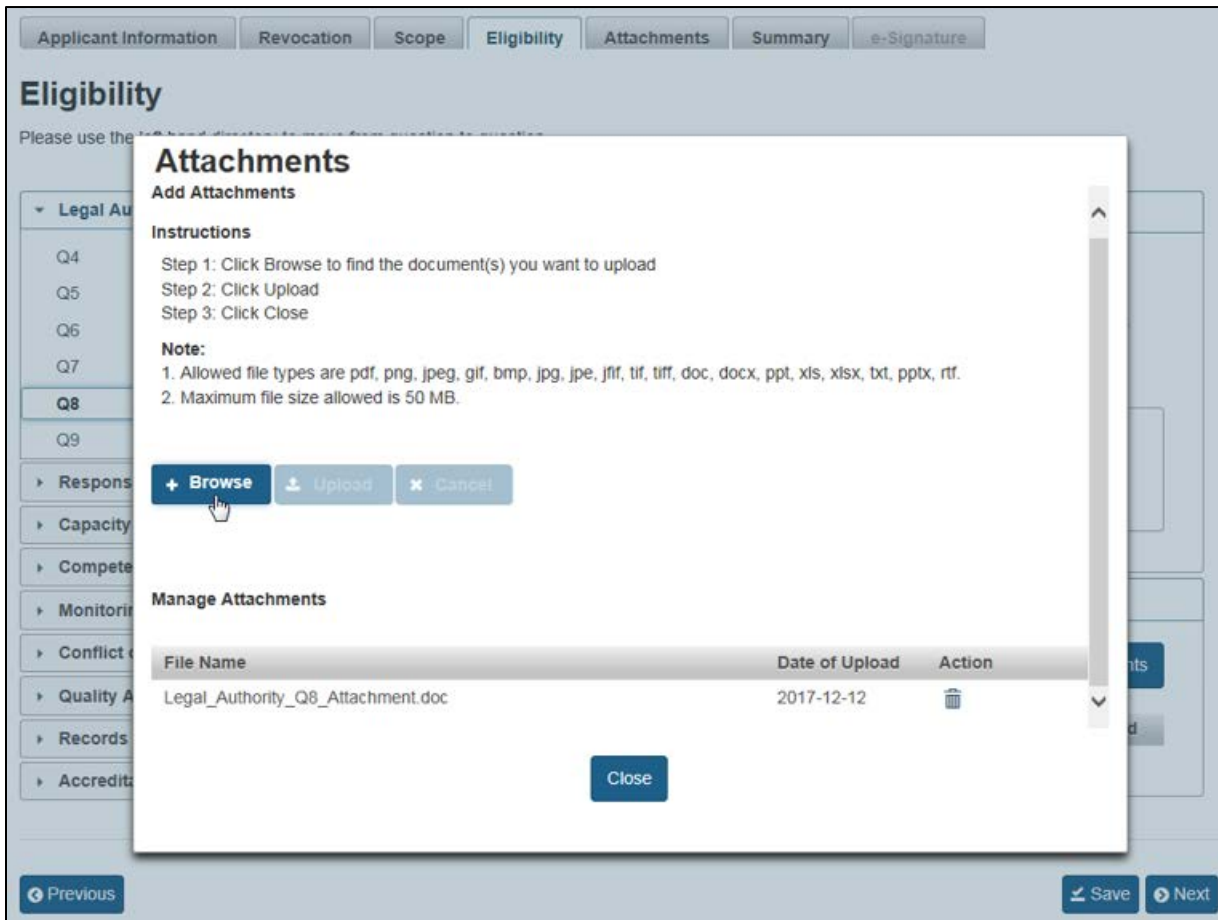 Applicant Information Revocation Scope Eligibility Attachments Summary e-Signature
Eligibility
Please use the
Attachments
Add Attachments
Instructions
Step 1: Click Browse to find the document(s) you want to upload
Step 2: Click Upload
Step 3: Click Close
Note:
1. Allowed file types are pdf, png, jpeg, gif, bmp, jpg, jpe, jfif, tif, tiff, doc, docx, ppt, xls, xlsx, txt, pptx, rtf.
2. Maximum file size allowed is 50 MB.
Browse Upload Cancel
Manage Attachments
File Name Date of Upload Action
Legal_Authority_Q8_Attachment.doc 2017-12-12
Close
Legal Au
Q4
Q5
Q6
Q7
Q8
Q9
Respons
Capacity
Compete
Monitorin
Conflict
Quality A
Records
Accredita
nts
d
Previous Save Next